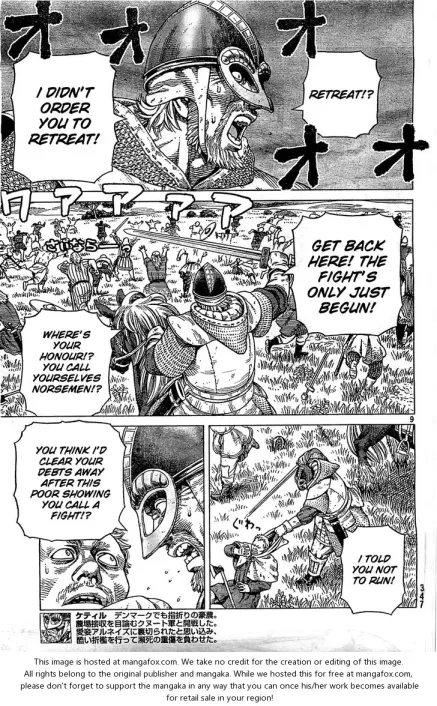 オオオオオ
RETREAT!?
I DIDN'T
ORDER
YOU TO
RETREAT!
ワアアアアア
GET BACK
HERE! THE
FIGHT'S
ONLY JUST
BEGUN!
WHERE'S
YOUR
HONOUR!?
YOU CALL
YOURSELVES
NORSEMEN!?
9
YOU THINK I'D
CLEAR YOUR
DEBTS AWAY
AFTER THIS
POOR SHOWING
YOU CALL A
FIGHT!?
ぐわっ
I TOLD
YOU NOT
TO RUN!
347
ケティル デンマークでも指折りの豪農。
農場接収を目論むクヌート軍と開戦した。
愛妾アルネイズに裏切られたと思い込み、
酷い折檻を行って瀕死の重傷を負わせた。
This image is hosted at mangafox.com. We take no credit for the creation or editing of this image.
All rights belong to the original publisher and mangaka. While we hosted this for free at mangafox.com,
please don't forget to support the mangaka in any way that you can once his/her work becomes available
for retail sale in your region!